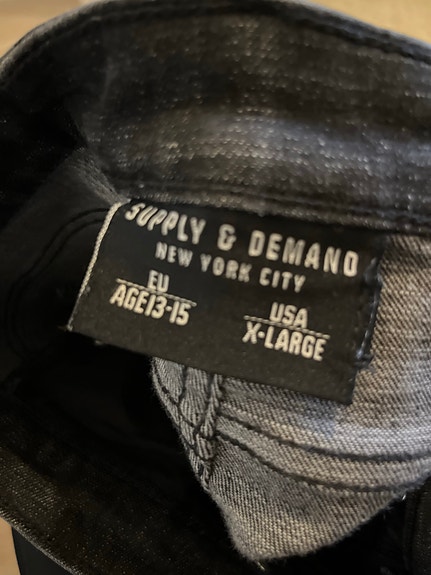 SUPPLY & DEMAND
NEW YORK CITY
EU
AGE13-15
USA
X-LARGE